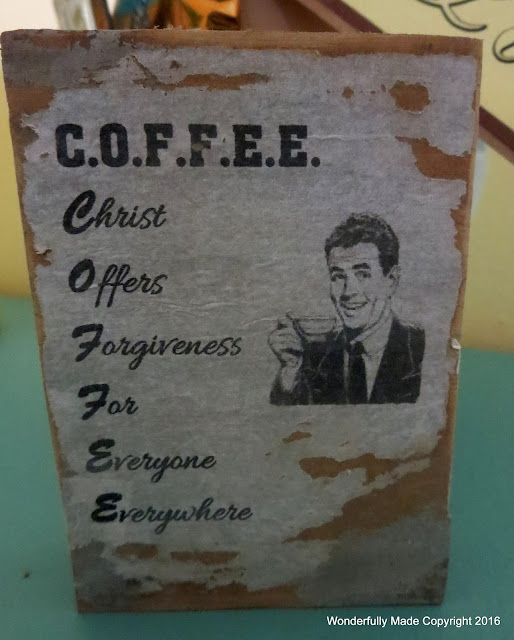 C.O.F.F.E.E.
Christ
Offers
Forgiveness
For
Everyone
Everywhere
Wonderfully Made Copyright 2016